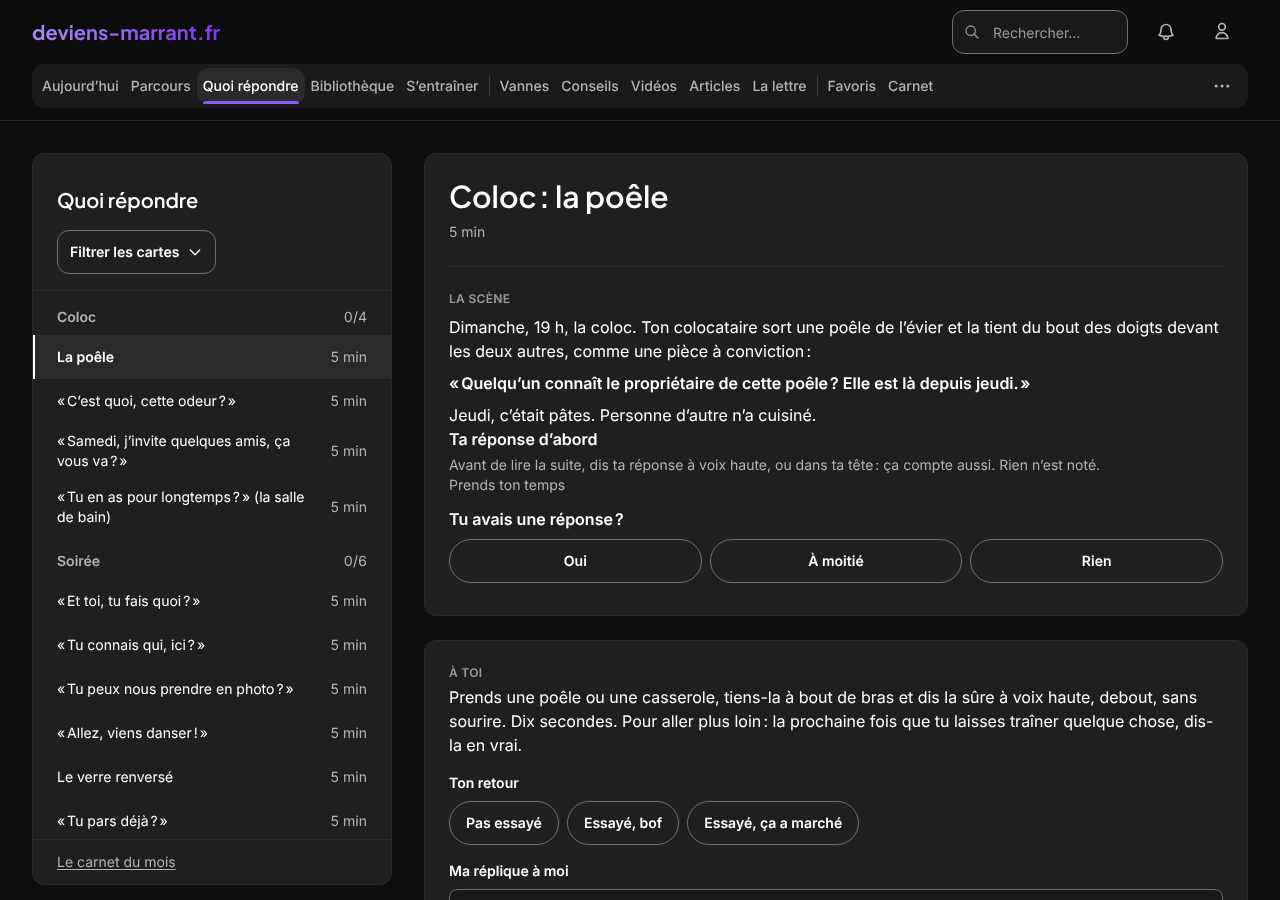 deviens-marrant.fr
Rechercher...
Aujourd’hui Parcours Quoi répondre Bibliothèque S’entraîner Vannes Conseils Vidéos Articles La lettre Favoris Carnet
Quoi répondre
Filtrer les cartes
Coloc 0/4
La poêle 5 min
« C’est quoi, cette odeur ? » 5 min
« Samedi, j’invite quelques amis, ça
vous va ? » 5 min
« Tu en as pour longtemps ? » (la salle
de bain) 5 min
Soirée 0/6
« Et toi, tu fais quoi ? » 5 min
« Tu connais qui, ici ? » 5 min
« Tu peux nous prendre en photo ? » 5 min
« Allez, viens danser ! » 5 min
Le verre renversé 5 min
« Tu pars déjà ? » 5 min
Le carnet du mois
Coloc : la poêle
5 min
LA SCÈNE
Dimanche, 19 h, la coloc. Ton colocataire sort une poêle de l’évier et la tient du bout des doigts devant
les deux autres, comme une pièce à conviction :
« Quelqu’un connaît le propriétaire de cette poêle ? Elle est là depuis jeudi. »
Jeudi, c’était pâtes. Personne d’autre n’a cuisiné.
Ta réponse d’abord
Avant de lire la suite, dis ta réponse à voix haute, ou dans ta tête : ça compte aussi. Rien n’est noté.
Prends ton temps
Tu avais une réponse ?
Oui À moitié Rien
À TOI
Prends une poêle ou une casserole, tiens-la à bout de bras et dis la sûre à voix haute, debout, sans
sourire. Dix secondes. Pour aller plus loin : la prochaine fois que tu laisses traîner quelque chose, dis-
la en vrai.
Ton retour
Pas essayé Essayé, bof Essayé, ça a marché
Ma réplique à moi